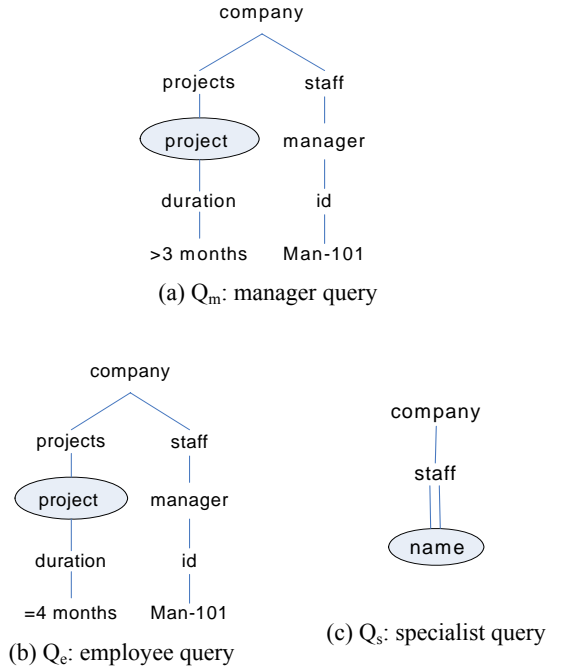 company
projects staff
project manager
duration id
>3 months Man-101
(a) Qm: manager query
company
projects staff
project manager
duration id
=4 months Man-101
(b) Qe: employee query
company
staff
name
(c) Qs: specialist query